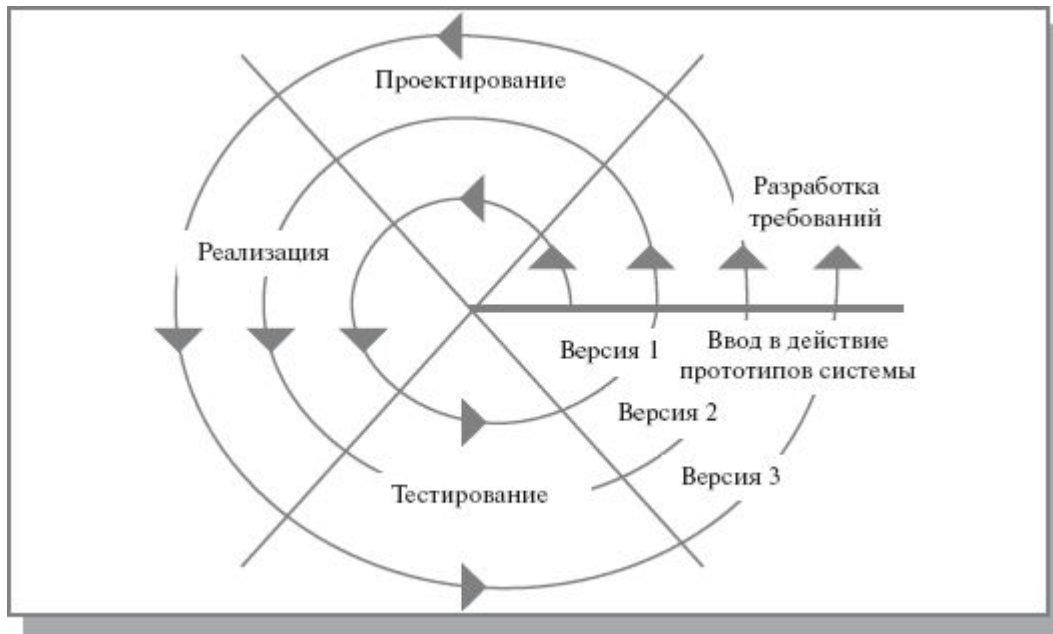 Проектирование
Разработка
требований
Реализация
Версия 1
Ввод в действие
прототипов системы
Версия 2
Версия 3
Тестирование